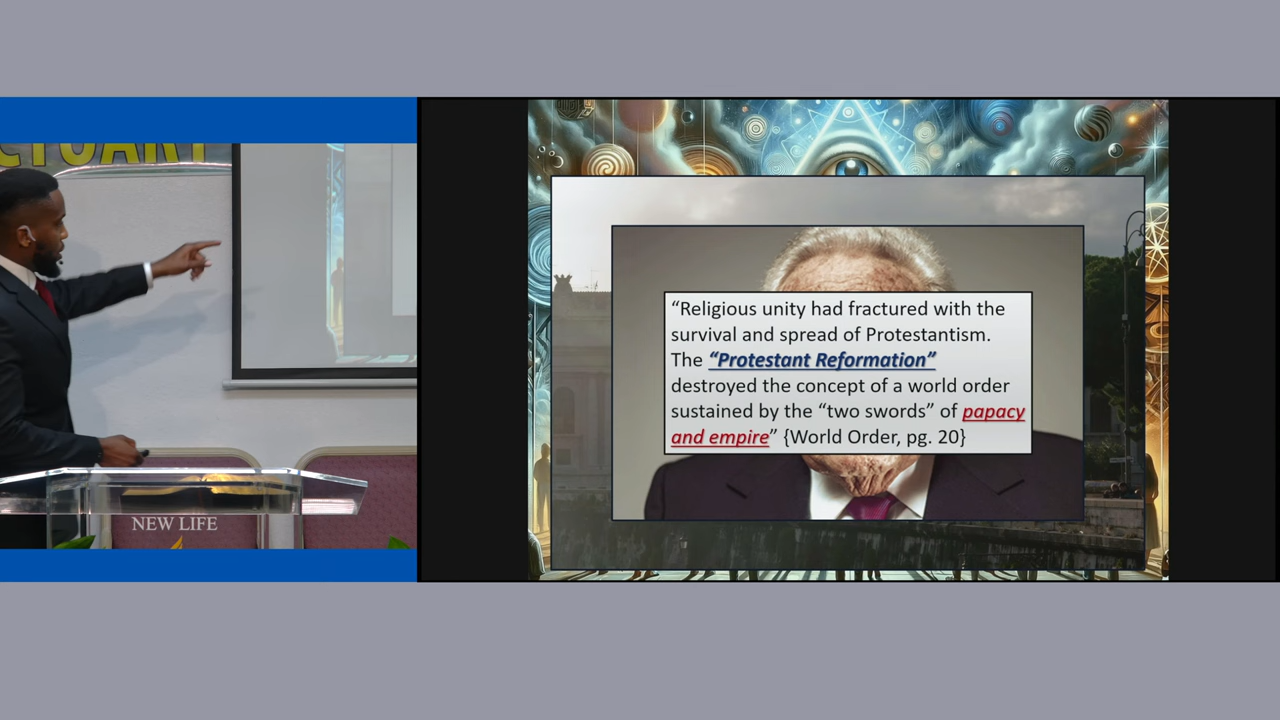 CTUARY
NEW LIFE
“Religious unity had fractured with the
survival and spread of Protestantism.
The “Protestant Reformation”
destroyed the concept of a world order
sustained by the “two swords” of papacy
and empire” {World Order, pg. 20}